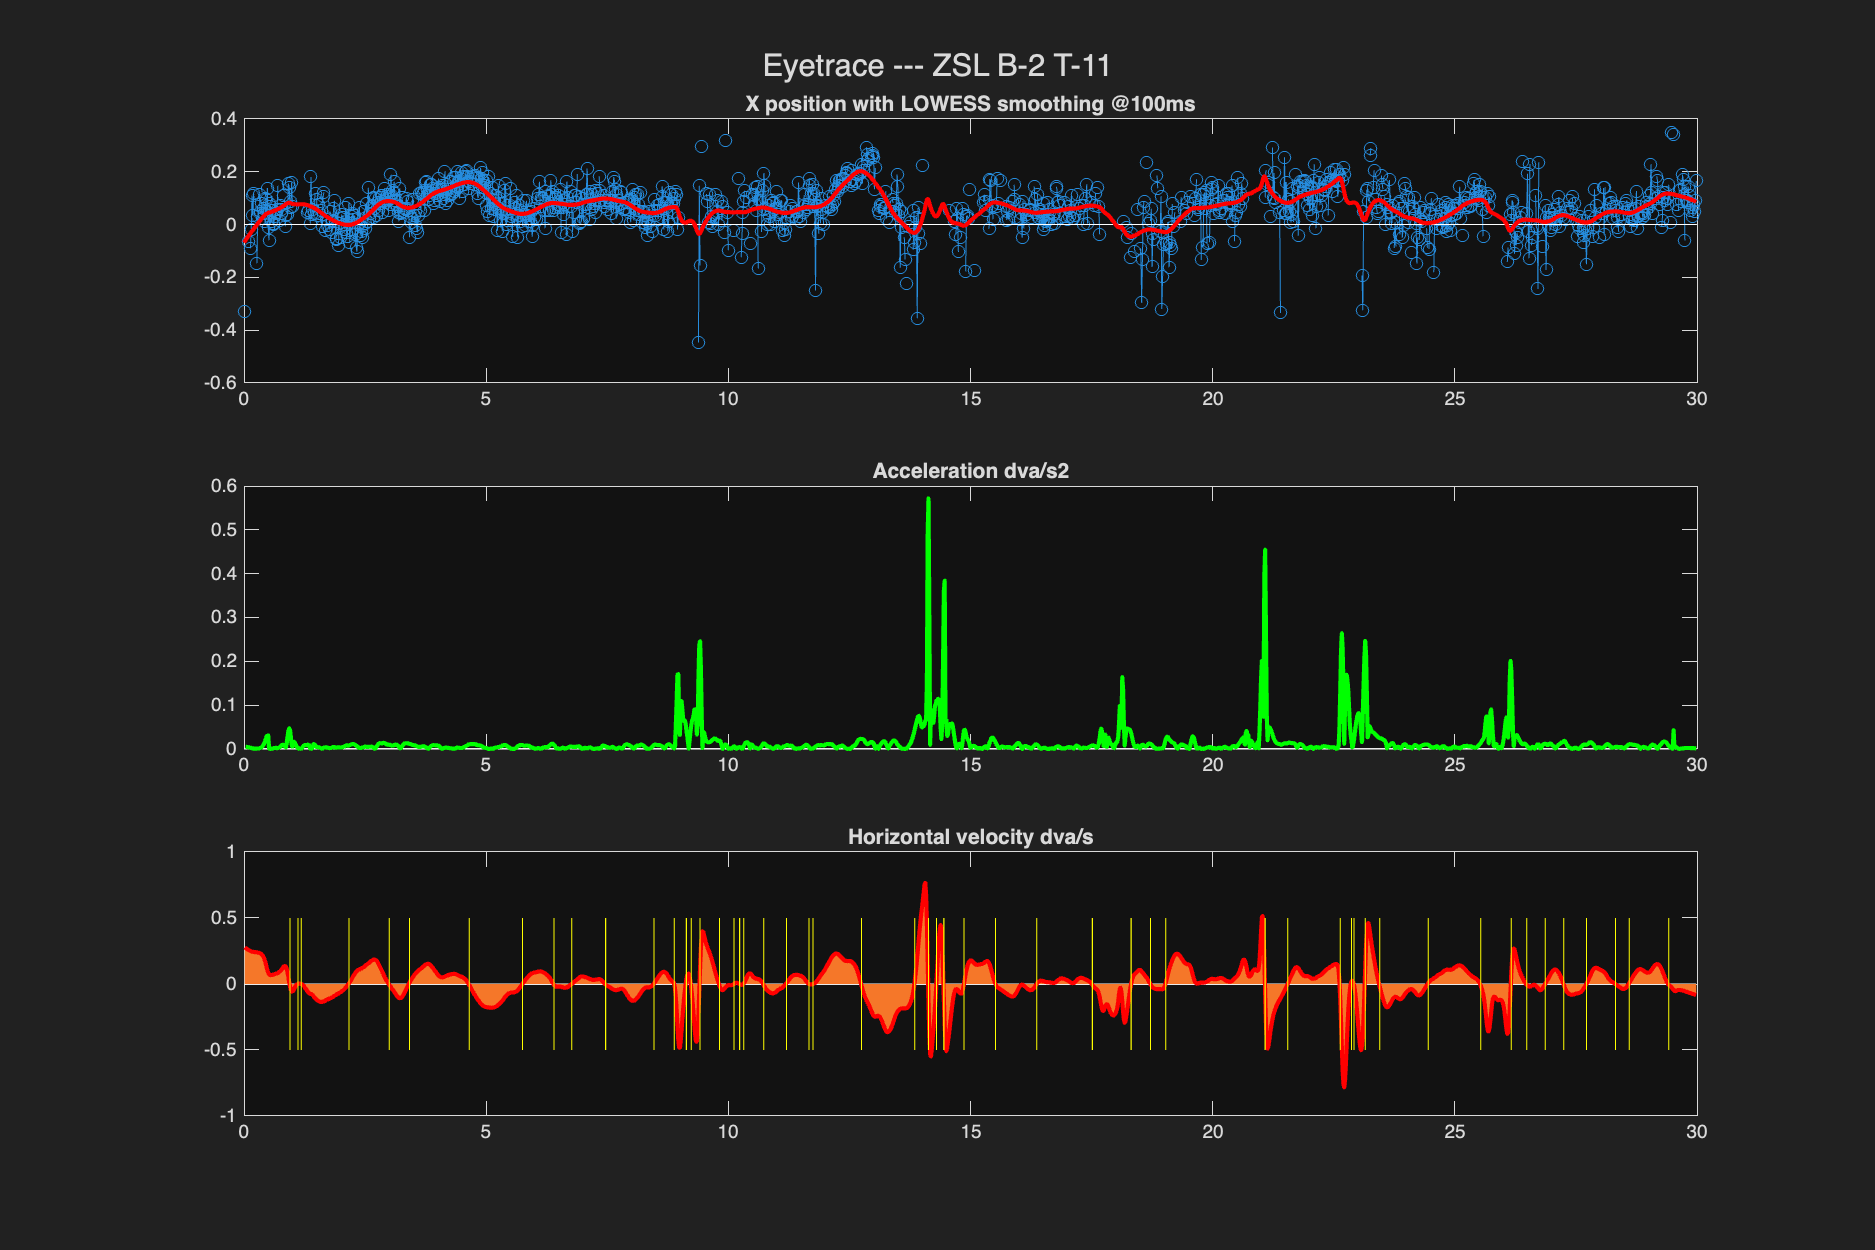 Eyetrace --- ZSL B-2 T-11
X position with LOWESS smoothing @100ms
0.4
0.2
0
-0.2
-0.4
-0.6
0 5 10 15 20 25 30
Acceleration dva/s2
0.6
0.5
0.4
0.3
0.2
0.1
0
0 5 10 15 20 25 30
Horizontal velocity dva/s
1
0.5
0
-0.5
-1
0 5 10 15 20 25 30